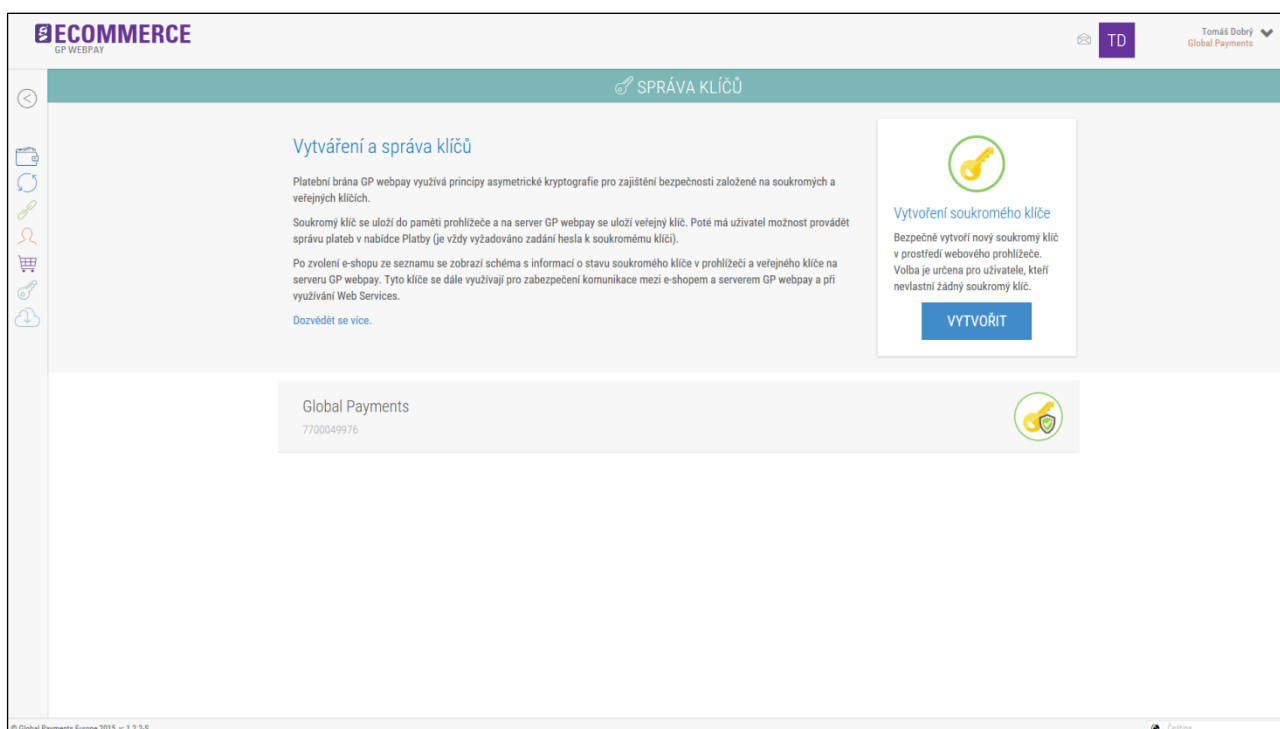 ECOMMERCE
GP WEBPAY
TD
Tomáš Dobrý
Global Payments
SPRÁVA KLÍČŮ
Vytváření a správa klíčů
Platební brána GP webpay využívá principy asymetrické kryptografie pro zajištění bezpečnosti založené na soukromých a
veřejných klíčích.
Soukromý klíč se uloží do paměti prohlížeče a na server GP webpay se uloží veřejný klíč. Poté má uživatel možnost provádět
správu plateb v nabídce Platby (je vždy vyžadováno zadání hesla k soukromému klíči).
Po zvolení e-shopu ze seznamu se zobrazí schéma s informací o stavu soukromého klíče v prohlížeči a veřejného klíče na
serveru GP webpay. Tyto klíče se dále využívají pro zabezpečení komunikace mezi e-shopem a serverem GP webpay a při
využívání Web Services.
Dozvědět se více.
Vytvoření soukromého klíče
Bezpečně vytvoří nový soukromý klíč
v prostředí webového prohlížeče.
Volba je určena pro uživatele, kteří
nevlastní žádný soukromý klíč.
VYTVOŘIT
Global Payments
7700049976
© Global Payments Europe 2015
Čeština